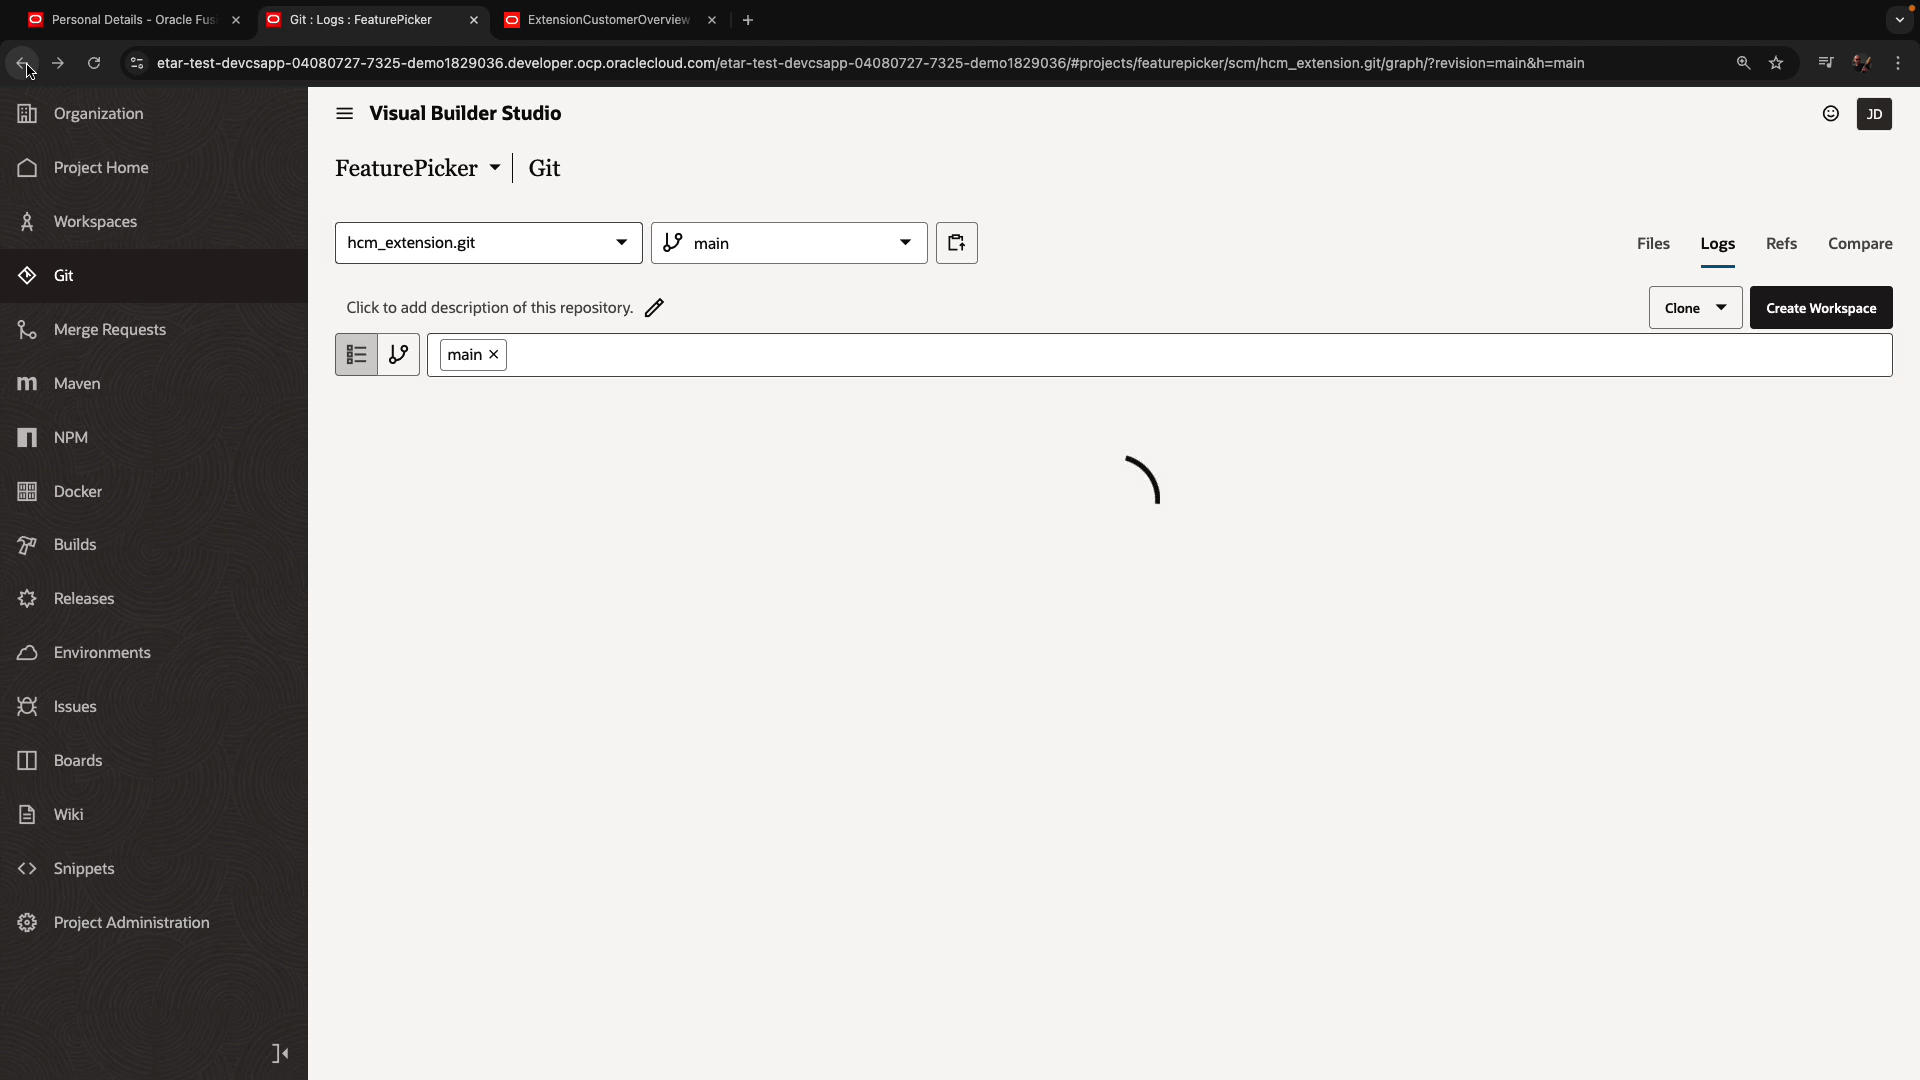 Personal Details - Oracle Fus
Git : Logs : FeaturePicker
ExtensionCustomerOverview
etar-test-devcsapp-04080727-7325-demo1829036.developer.ocp.oraclecloud.com/etar-test-devcsapp-04080727-7325-demo1829036/#projects/featurepicker/scm/hcm_extension.git/graph/?revision=main&h=main
Organization
Project Home
Workspaces
Git
Merge Requests
Maven
NPM
Docker
Builds
Releases
Environments
Issues
Boards
Wiki
Snippets
Project Administration
Visual Builder Studio
JD
FeaturePicker
Git
hcm_extension.git
main
Files
Logs
Refs
Compare
Click to add description of this repository.
Clone
Create Workspace
main